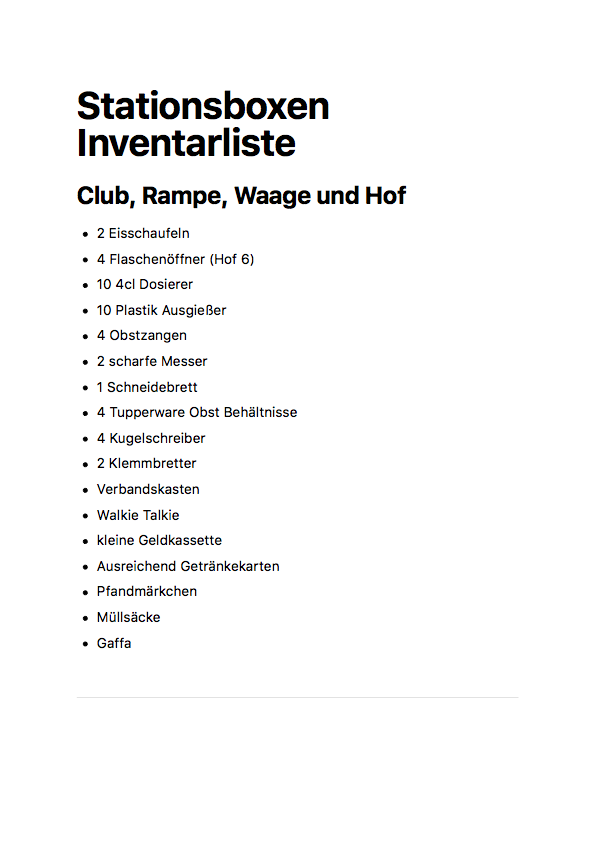 Stationsboxen
Inventarliste
Club, Rampe, Waage und Hof
• 2 Eisschaufeln
• 4 Flaschenöffner (Hof 6)
• 10 4cl Dosierer
• 10 Plastik Ausgießer
• 4 Obstzangen
• 2 scharfe Messer
• 1 Schneidebrett
• 4 Tupperware Obst Behältnisse
• 4 Kugelschreiber
• 2 Klemmbretter
• Verbandskasten
• Walkie Talkie
• kleine Geldkassette
• Ausreichend Getränkekarten
• Pfandmärkchen
• Müllsäcke
• Gaffa